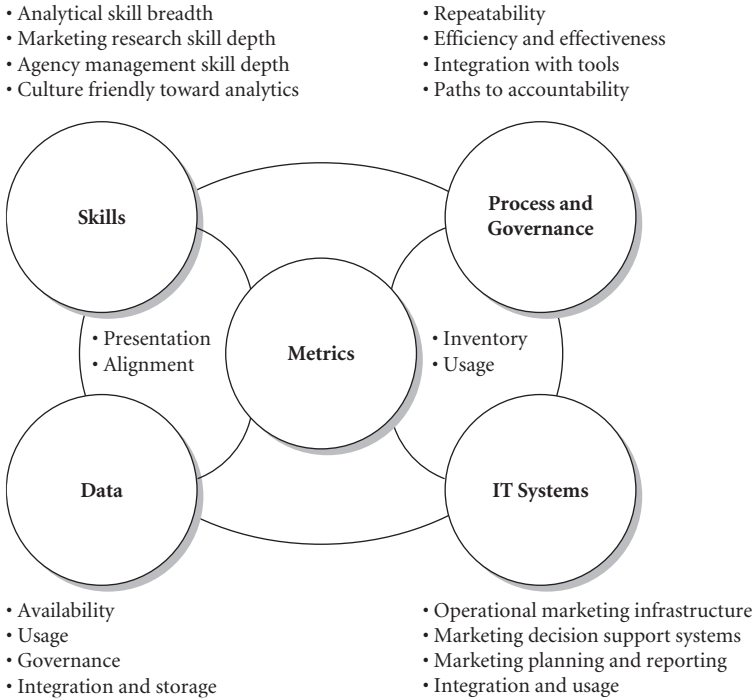 • Analytical skill breadth
• Marketing research skill depth
• Agency management skill depth
• Culture friendly toward analytics
• Repeatability
• Efficiency and effectiveness
• Integration with tools
• Paths to accountability
Skills
Process and
Governance
• Presentation
• Alignment
Metrics
• Inventory
• Usage
Data
IT Systems
• Availability
• Usage
• Governance
• Integration and storage
• Operational marketing infrastructure
• Marketing decision support systems
• Marketing planning and reporting
• Integration and usage